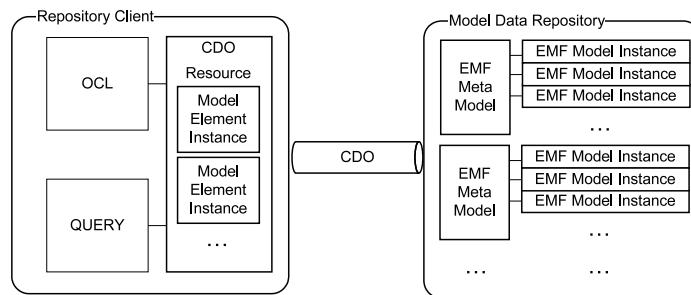 Repository Client
OCL
QUERY
CDO
Resource
Model
Element
Instance
Model
Element
Instance
...
CDO
Model Data Repository
EMF
Meta
Model
EMF Model Instance
EMF Model Instance
EMF Model Instance
...
EMF
Meta
Model
EMF Model Instance
EMF Model Instance
EMF Model Instance
...
...
...